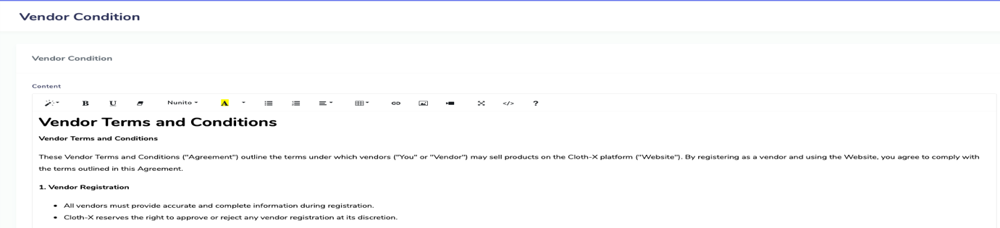 Vendor Condition
Vendor Condition
Content
B U Nunito A </> ?
Vendor Terms and Conditions
Vendor Terms and Conditions
These Vendor Terms and Conditions ("Agreement") outline the terms under which vendors ("You" or "Vendor") may sell products on the Cloth-X platform ("Website"). By registering as a vendor and using the Website, you agree to comply with
the terms outlined in this Agreement.
1. Vendor Registration
• All vendors must provide accurate and complete information during registration.
• Cloth-X reserves the right to approve or reject any vendor registration at its discretion.